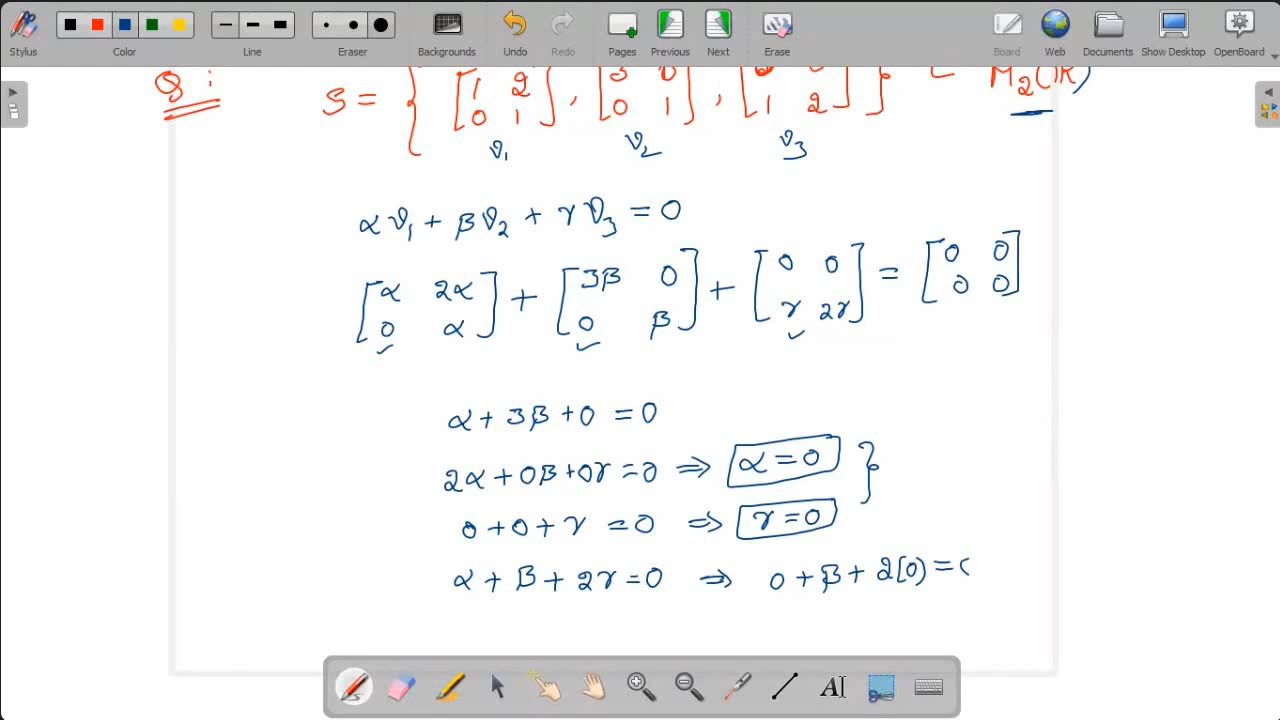 Stylus Color Line Eraser Backgrounds Undo Redo Pages Previous Next Erase Board Web Documents Show Desktop OpenBoard
Q :
S = { [1 2 0 1], [3 0 0 1], [0 0 1 2] } ⊂ M₂(ℝ)
v₁ v₂ v₃
αv₁ + βv₂ + γv₃ = 0
[α 2α 0 α] + [3β 0 0 β] + [0 0 γ 2γ] = [0 0 0 0]
α + 3β + 0 = 0
2α + 0β + 0γ = 0 ⇒ α = 0 }
0 + 0 + γ = 0 ⇒ γ = 0
α + β + 2γ = 0 ⇒ 0 + β + 2[0] = 
AI